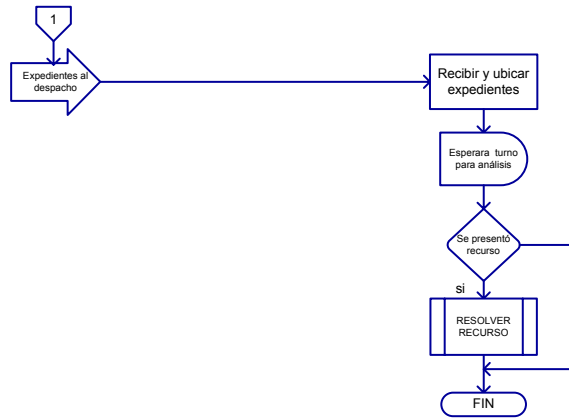 1
Expedientes al
despacho
Recibir y ubicar
expedientes
Esperara turno
para análisis
Se presentó
recurso
si
RESOLVER
RECURSO
FIN